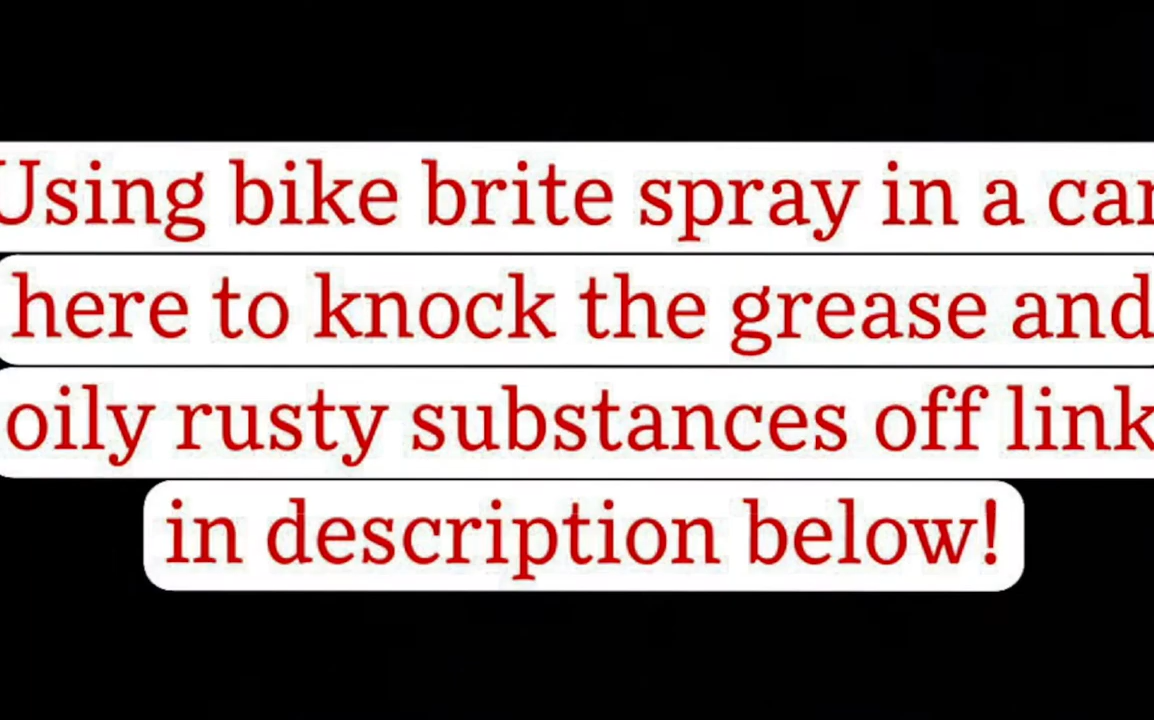 Using bike brite spray in a can
here to knock the grease and
oily rusty substances off link
in description below!